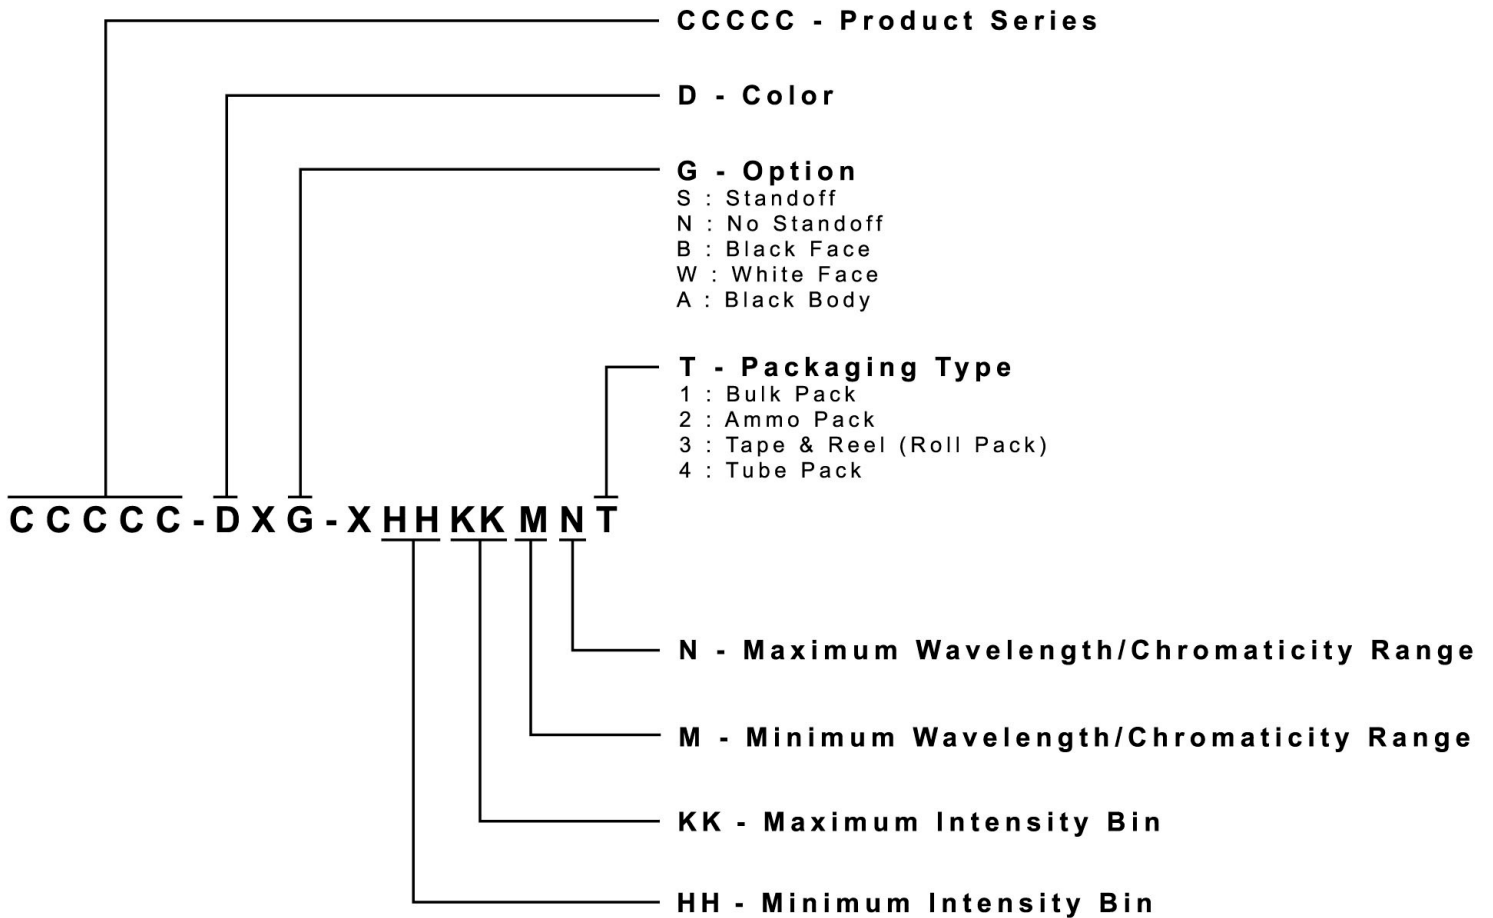 CCCCC - Product Series
D - Color
G - Option
S : Standoff
N : No Standoff
B : Black Face
W : White Face
A : Black Body
T - Packaging Type
1 : Bulk Pack
2 : Ammo Pack
3 : Tape & Reel (Roll Pack)
4 : Tube Pack
CCCCC-DXG-XHHKKMNT
N - Maximum Wavelength/Chromaticity Range
M - Minimum Wavelength/Chromaticity Range
KK - Maximum Intensity Bin
HH - Minimum Intensity Bin